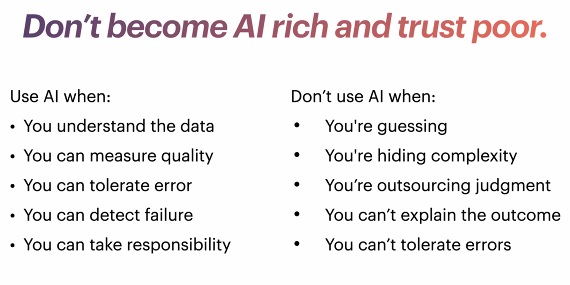 Don’t become AI rich and trust poor.
Use AI when:
• You understand the data
• You can measure quality
• You can tolerate error
• You can detect failure
• You can take responsibility
Don’t use AI when:
• You're guessing
• You're hiding complexity
• You’re outsourcing judgment
• You can’t explain the outcome
• You can’t tolerate errors